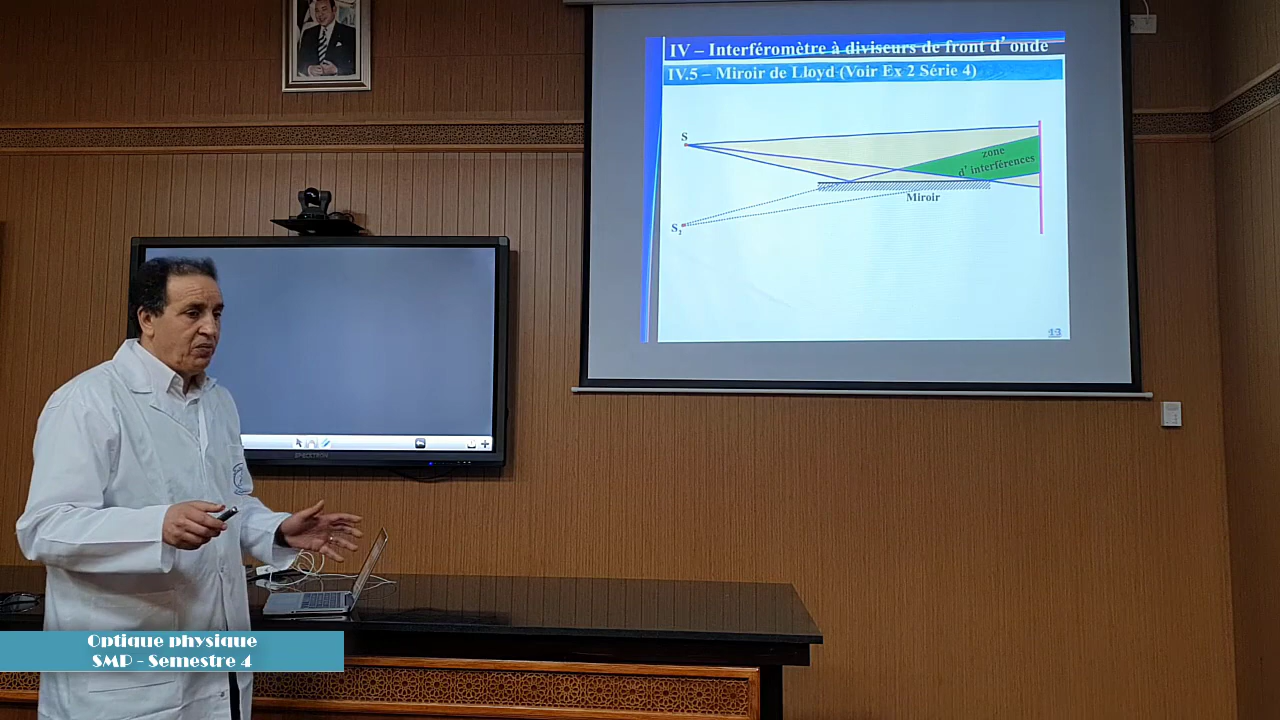 IV – Interféromètre à diviseurs de front d'onde
IV.5 – Miroir de Lloyd (Voir Ex 2 Série 4)
S
zone
d'interférences
Miroir
S2
13
Optique physique
SMP - Semestre 4